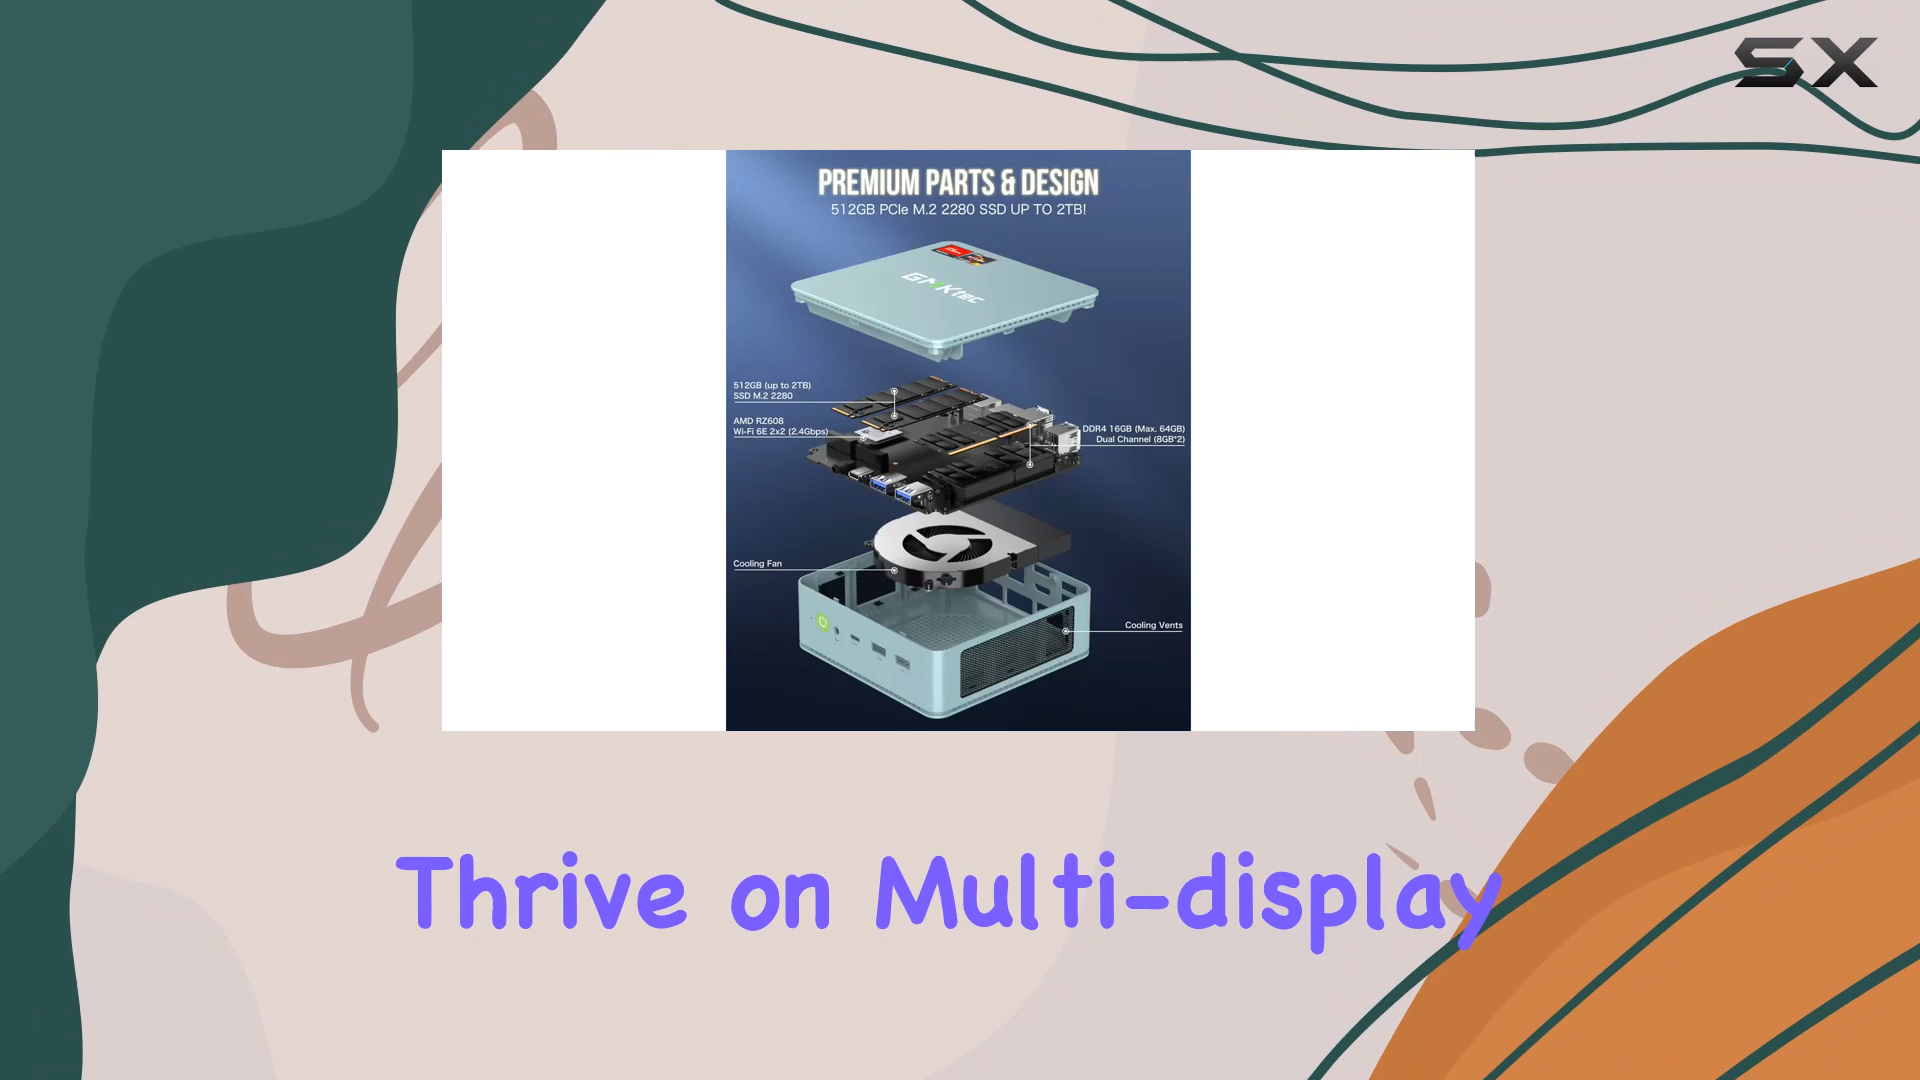 SX
PREMIUM PARTS & DESIGN
512GB PCIe M.2 2280 SSD UP TO 2TB!
GMKtec
512GB (up to 2TB)
SSD M.2 2280
AMD RZ608
Wi-Fi 6E 2x2 (2.4Gbps)
DDR4 16GB (Max. 64GB)
Dual Channel (8GB*2)
Cooling Fan
Cooling Vents
Thrive on Multi-display